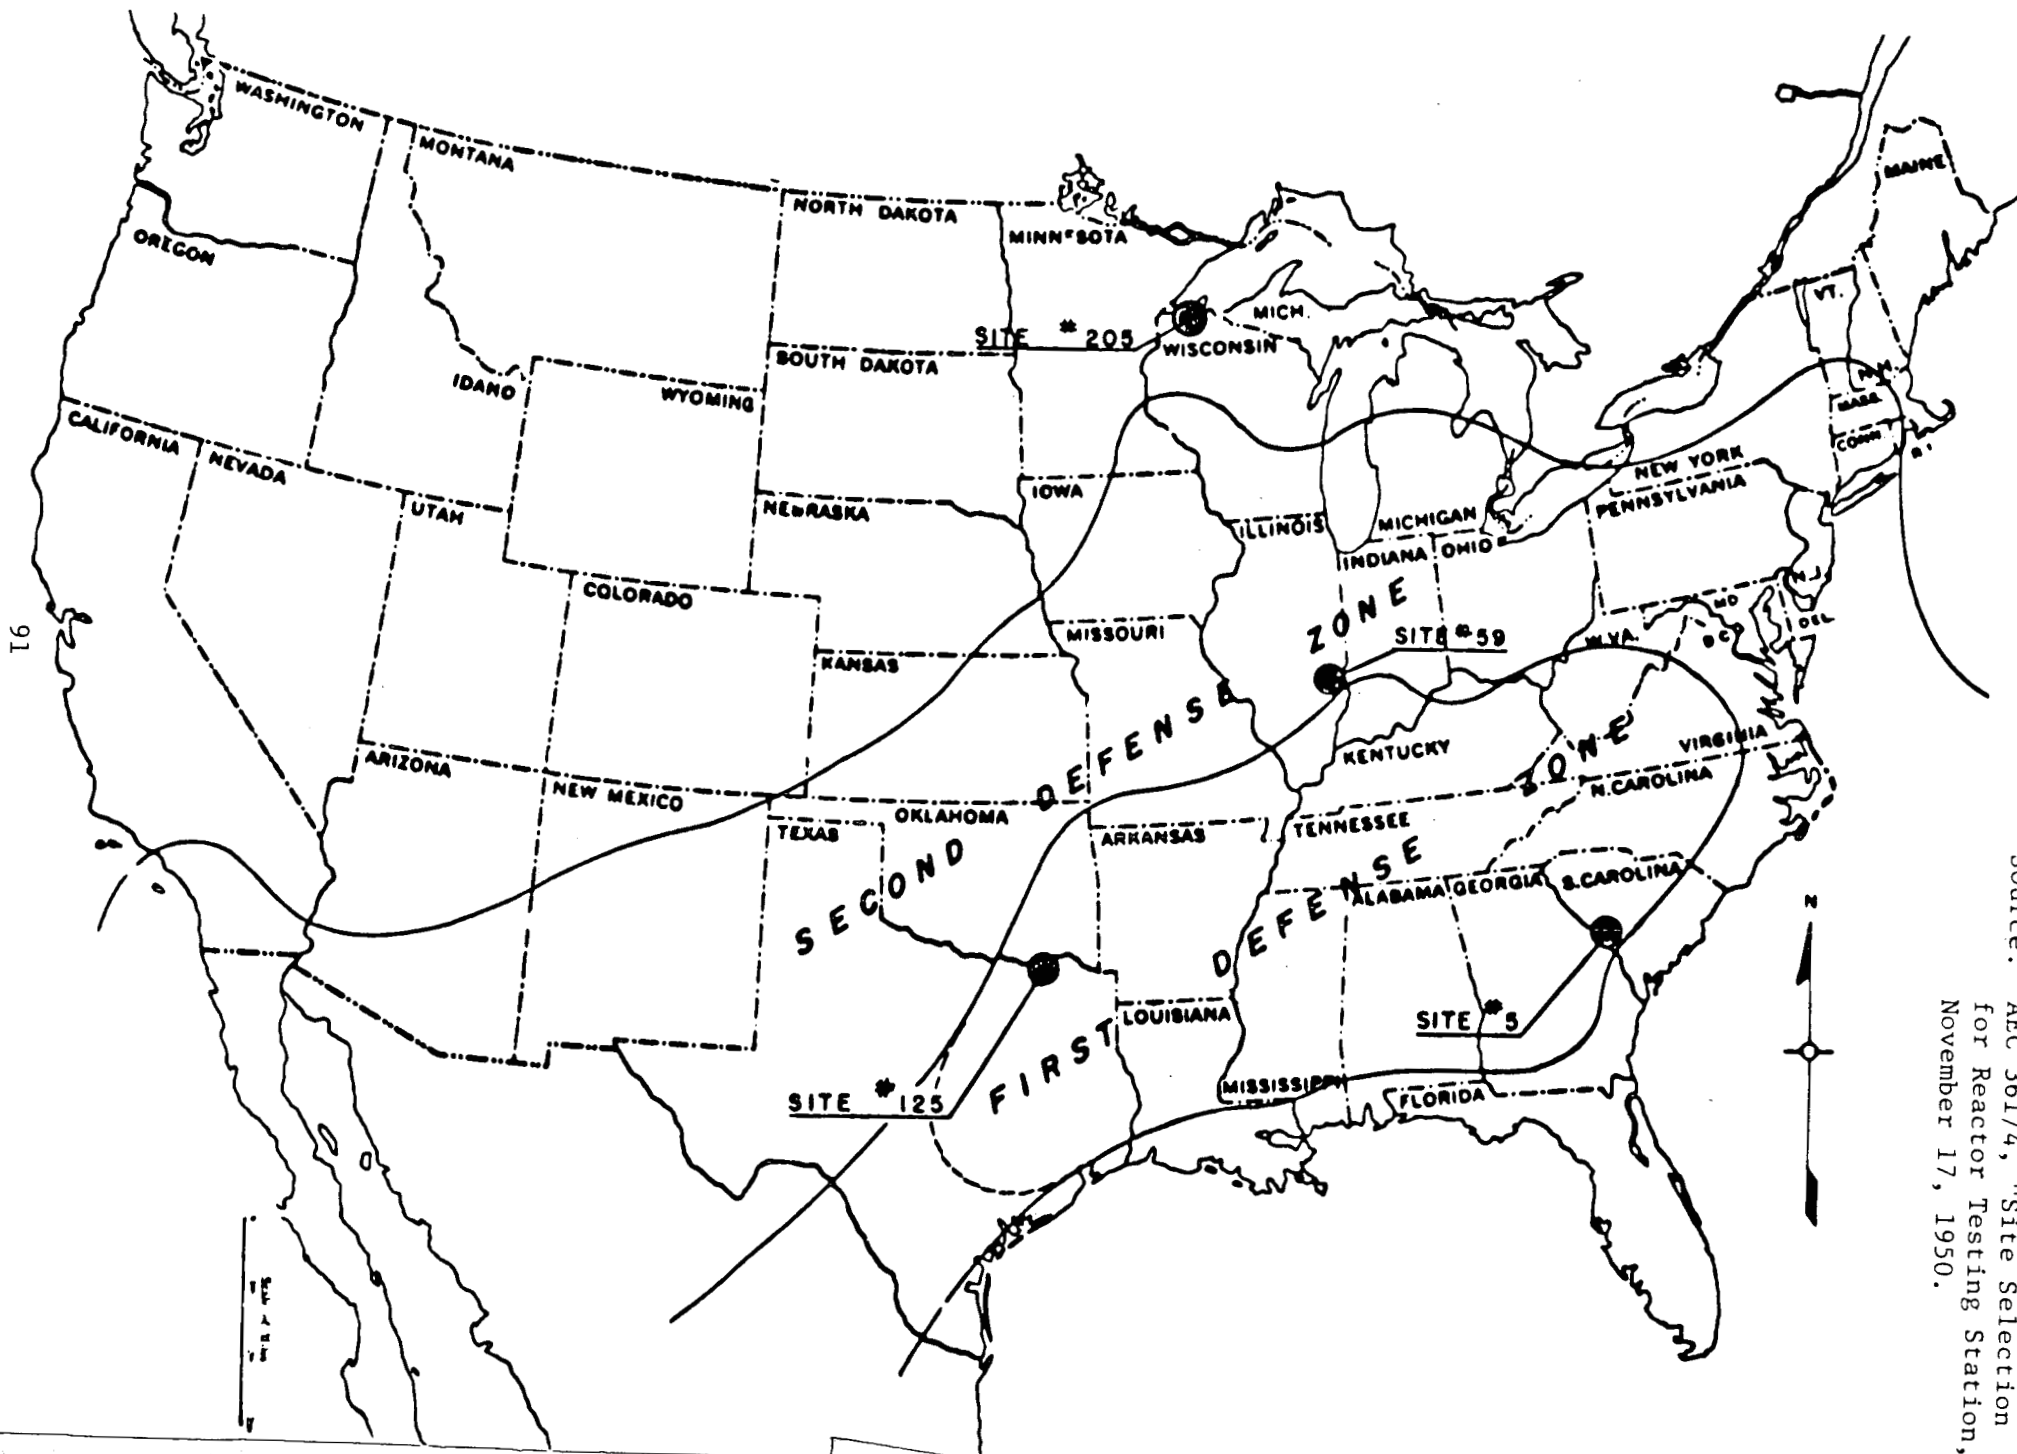 WASHINGTON
MONTANA
NORTH DAKOTA
MINNESOTA
MAINE
OREGON
VT.
MICH.
SITE # 205
WISCONSIN
SOUTH DAKOTA
IDAHO
WYOMING
N.H.
MASS.
CALIFORNIA
NEVADA
CONN.
R I
NEW YORK
UTAH
NEBRASKA
IOWA
ILLINOIS
MICHIGAN
PENNSYLVANIA
INDIANA
OHIO
COLORADO
N.J.
MD
DEL
D C
W.VA.
MISSOURI
KANSAS
SITE # 59
SECOND DEFENSE ZONE
KENTUCKY
VIRGINIA
ARIZONA
NEW MEXICO
N. CAROLINA
OKLAHOMA
TEXAS
ARKANSAS
TENNESSEE
ALABAMA
GEORGIA
S. CAROLINA
FIRST DEFENSE ZONE
LOUISIANA
SITE # 5
MISSISSIPPI
FLORIDA
SITE # 125
N
91
Source: AEC 361/4, "Site Selection
for Reactor Testing Station,
November 17, 1950.